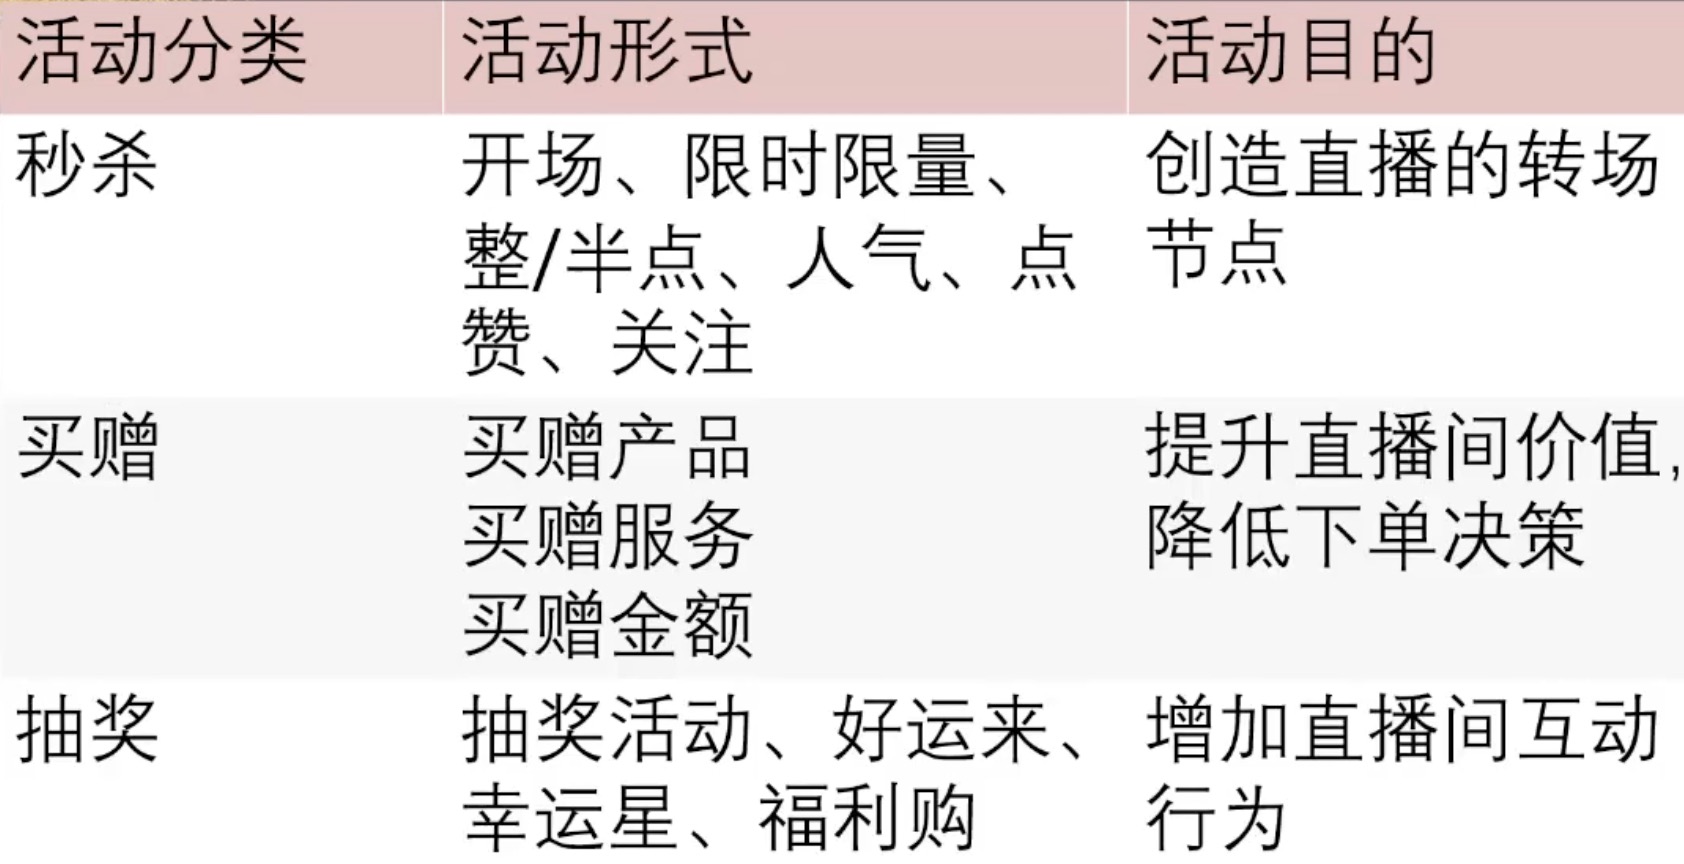 活动分类 活动形式 活动目的
秒杀 开场、限时限量、 创造直播的转场
整/半点、人气、点 节点
赞、关注
买赠 买赠产品 提升直播间价值,
买赠服务 降低下单决策
买赠金额
抽奖 抽奖活动、好运来、 增加直播间互动
幸运星、福利购 行为